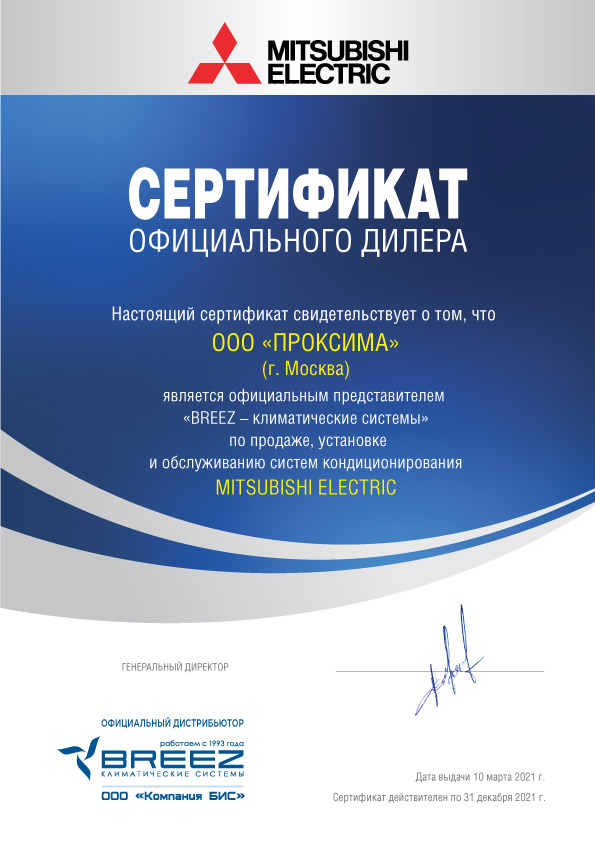 MITSUBISHI
ELECTRIC
СЕРТИФИКАТ
ОФИЦИАЛЬНОГО ДИЛЕРА
Настоящий сертификат свидетельствует о том, что
ООО «ПРОКСИМА»
(г. Москва)
является официальным представителем
«BREEZ – климатические системы»
по продаже, установке
и обслуживанию систем кондиционирования
MITSUBISHI ELECTRIC
ГЕНЕРАЛЬНЫЙ ДИРЕКТОР
ОФИЦИАЛЬНЫЙ ДИСТРИБЬЮТОР
работаем с 1993 года
BREEZ
КЛИМАТИЧЕСКИЕ СИСТЕМЫ
ООО «Компания БИС»
Дата выдачи 10 марта 2021 г.
Сертификат действителен по 31 декабря 2021 г.